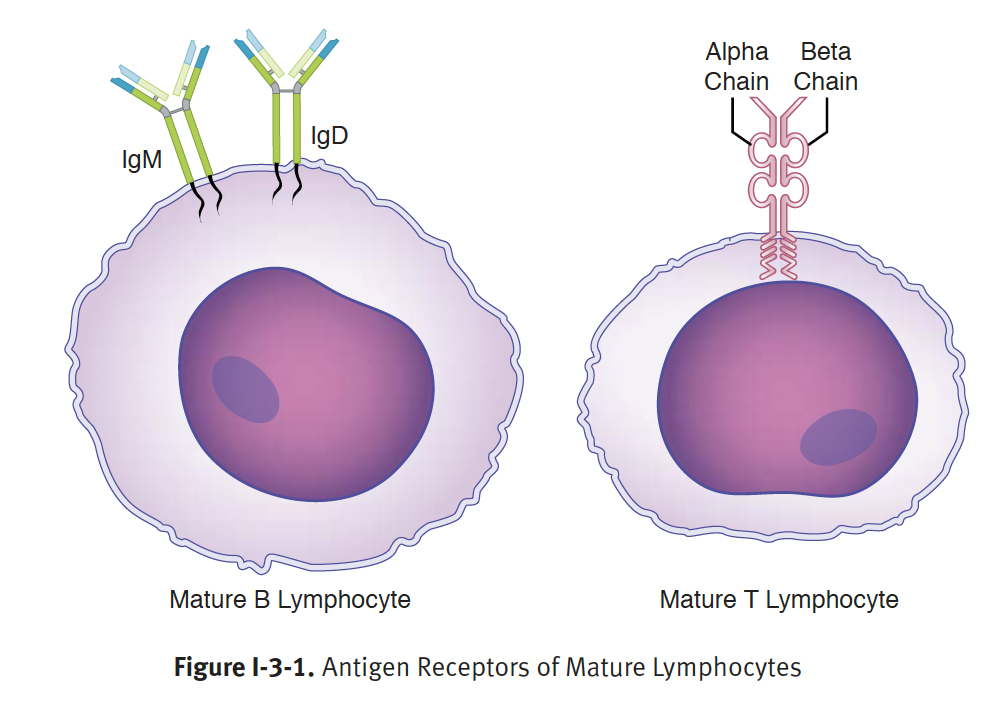 Alpha Chain
Beta Chain
IgM
IgD
Mature B Lymphocyte
Mature T Lymphocyte
Figure I-3-1. Antigen Receptors of Mature Lymphocytes